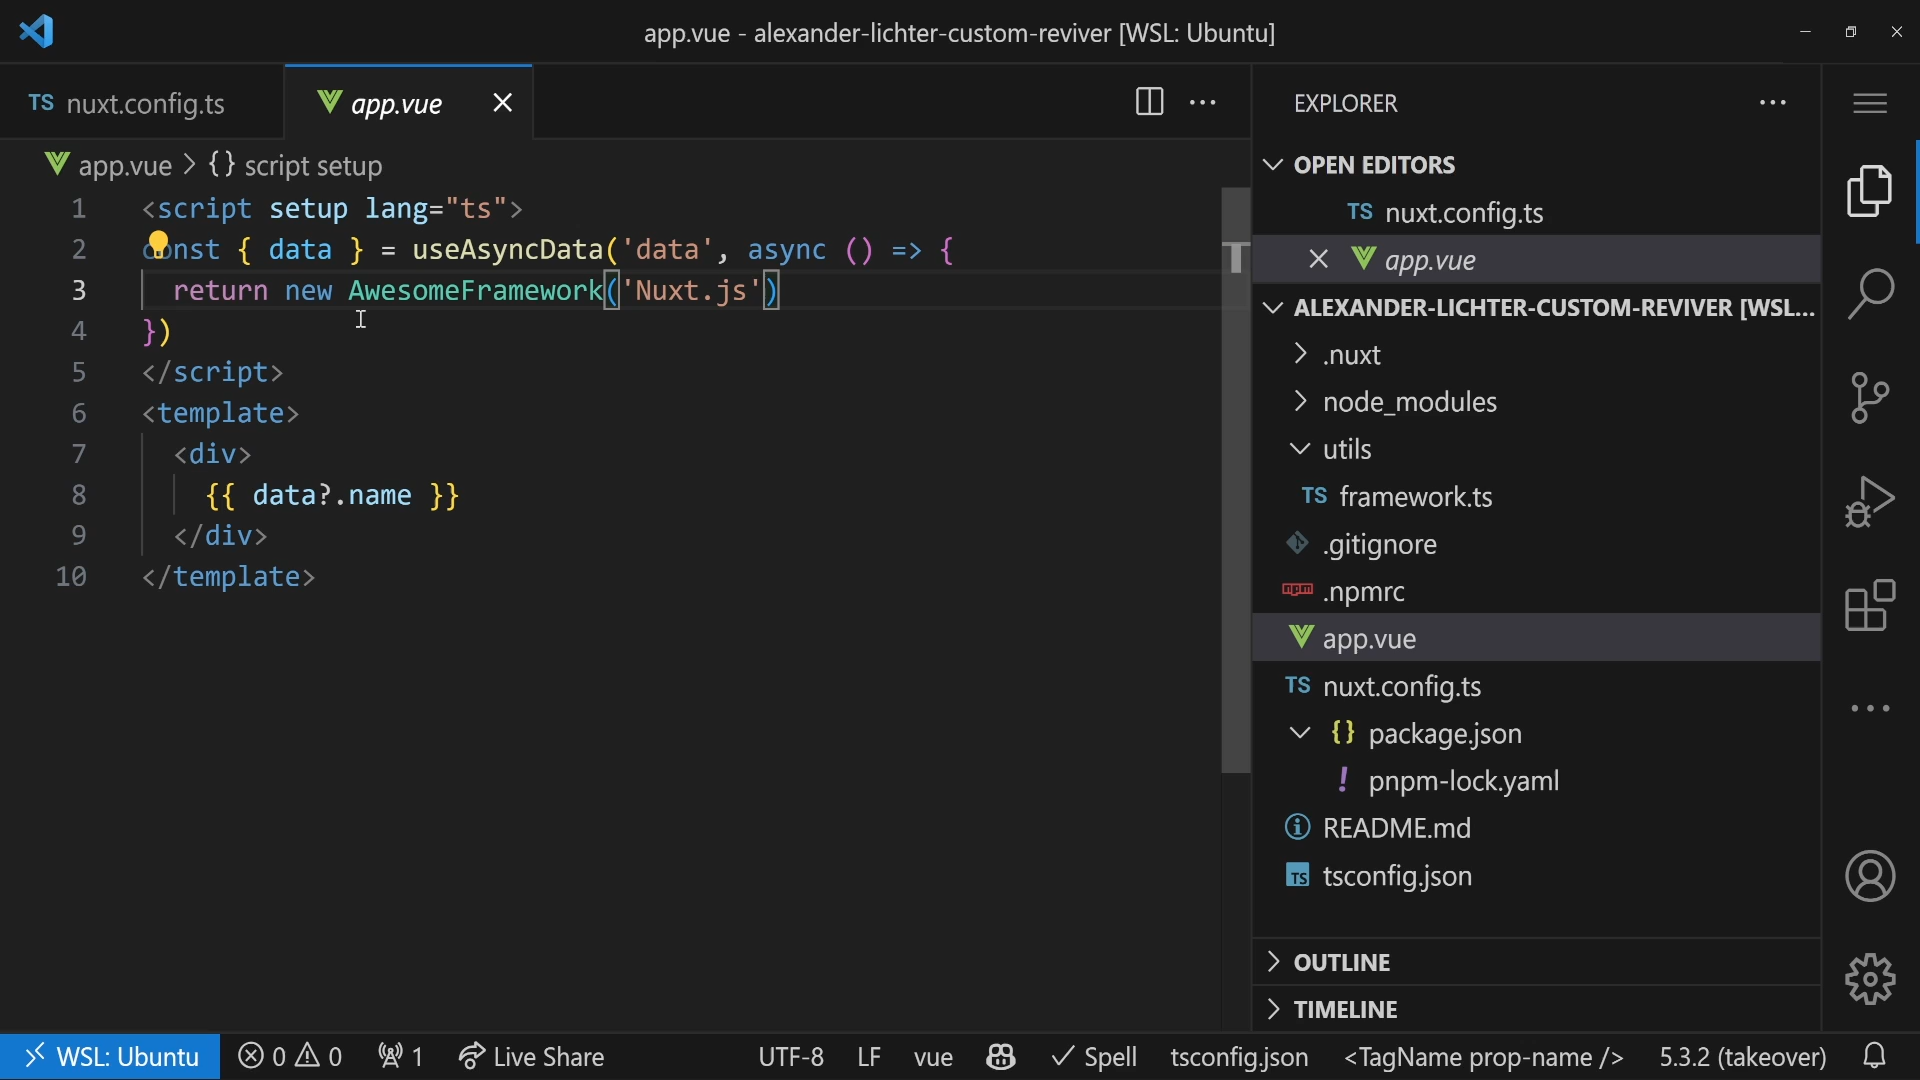 app.vue - alexander-lichter-custom-reviver [WSL: Ubuntu]
TS nuxt.config.ts
app.vue
app.vue > {} script setup
1 <script setup lang="ts">
2 const { data } = useAsyncData('data', async () => {
3 return new AwesomeFramework('Nuxt.js')
4 })
5 </script>
6 <template>
7 <div>
8 {{ data?.name }}
9 </div>
10 </template>
EXPLORER
OPEN EDITORS
TS nuxt.config.ts
app.vue
ALEXANDER-LICHTER-CUSTOM-REVIVER [WSL...
.nuxt
node_modules
utils
TS framework.ts
.gitignore
npm .npmrc
app.vue
TS nuxt.config.ts
{} package.json
! pnpm-lock.yaml
README.md
TS tsconfig.json
OUTLINE
TIMELINE
WSL: Ubuntu 0 0 1 Live Share UTF-8 LF vue Spell tsconfig.json <TagName prop-name /> 5.3.2 (takeover)